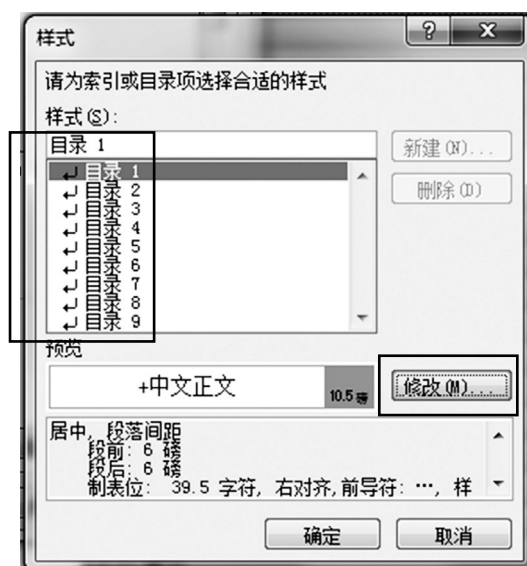 样式
请为索引或目录项选择合适的样式
样式(S):
目录 1
新建(N)...
目录 1
目录 2
目录 3
目录 4
目录 5
目录 6
目录 7
目录 8
目录 9
删除(D)
预览
+中文正文
10.5 磅
修改(M)...
居中, 段落间距
段前: 6 磅
段后: 6 磅
制表位: 39.5 字符, 右对齐,前导符: …, 样
确定
取消